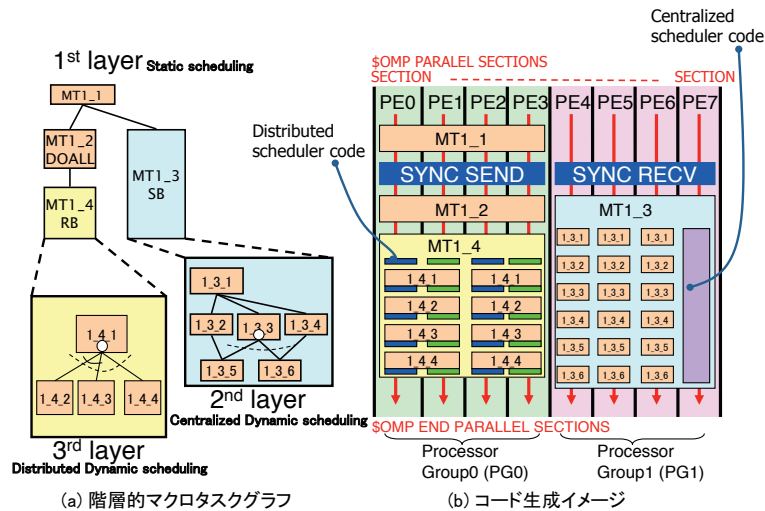 1st layer Static scheduling
MT1_1
MT1_2
DOALL
MT1_3
SB
MT1_4
RB
1_3_1
1_3_2 1_3_3 1_3_4
1_3_5 1_3_6
2nd layer
Centralized Dynamic scheduling
1_4_1
1_4_2 1_4_3 1_4_4
3rd layer
Distributed Dynamic scheduling
(a) 階層的マクロタスクグラフ
Centralized
scheduler code
$OMP PARALEL SECTIONS
SECTION SECTION
PE0 PE1 PE2 PE3 PE4 PE5 PE6 PE7
Distributed
scheduler code
MT1_1
SYNC SEND SYNC RECV
MT1_2
MT1_3
MT1_4
1_4_1 1_4_1
1_4_2 1_4_2
1_4_3 1_4_3
1_4_4 1_4_4
1_3_1 1_3_1 1_3_1
1_3_2 1_3_2 1_3_2
1_3_3 1_3_3 1_3_3
1_3_4 1_3_4 1_3_4
1_3_5 1_3_5 1_3_5
1_3_6 1_3_6 1_3_6
$OMP END PARALLEL SECTIONS
Processor
Group0 (PG0)
Processor
Group1 (PG1)
(b) コード生成イメージ